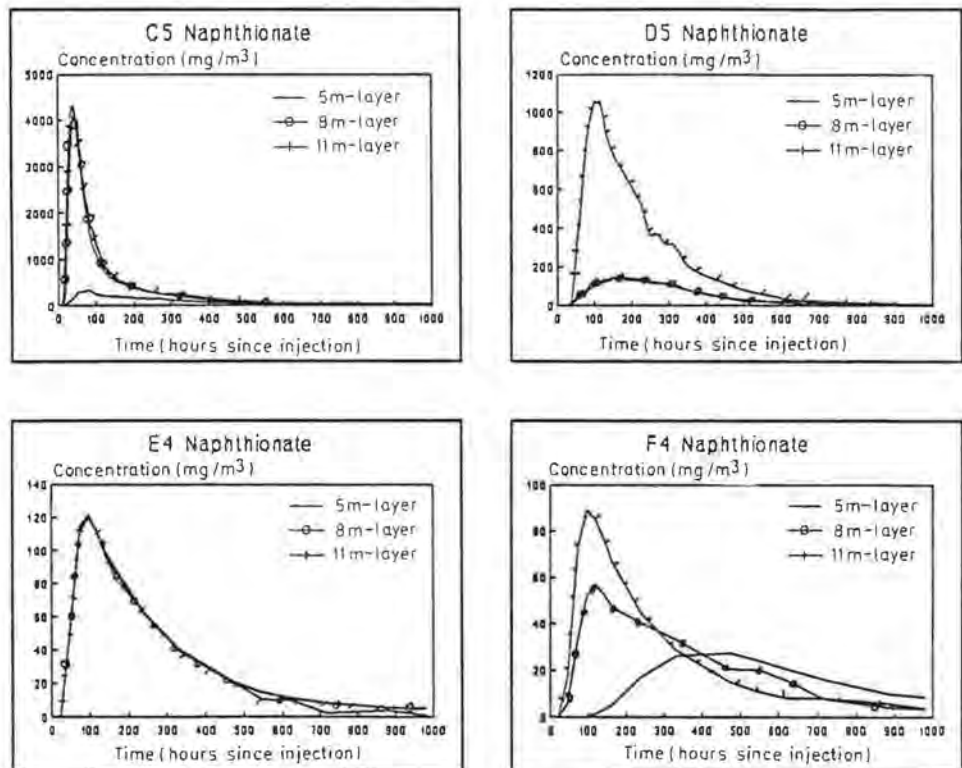 C5 Naphthionate
Concentration (mg/m3)
5000
4000
3000
2000
1000
0
5m-layer
8m-layer
11m-layer
0 100 200 300 400 500 600 700 800 900 1000
Time (hours since injection)
D5 Naphthionate
Concentration (mg/m3)
1200
1000
800
600
400
200
0
5m-layer
8m-layer
11m-layer
0 100 200 300 400 500 600 700 800 900 1000
Time (hours since injection)
E4 Naphthionate
Concentration (mg/m3)
140
120
100
80
60
40
20
0
5m-layer
8m-layer
11m-layer
0 100 200 300 400 500 600 700 800 900 1000
Time (hours since injection)
F4 Naphthionate
Concentration (mg/m3)
100
80
60
40
20
0
5m-layer
8m-layer
11m-layer
0 100 200 300 400 500 600 700 800 900 1000
Time (hours since injection)